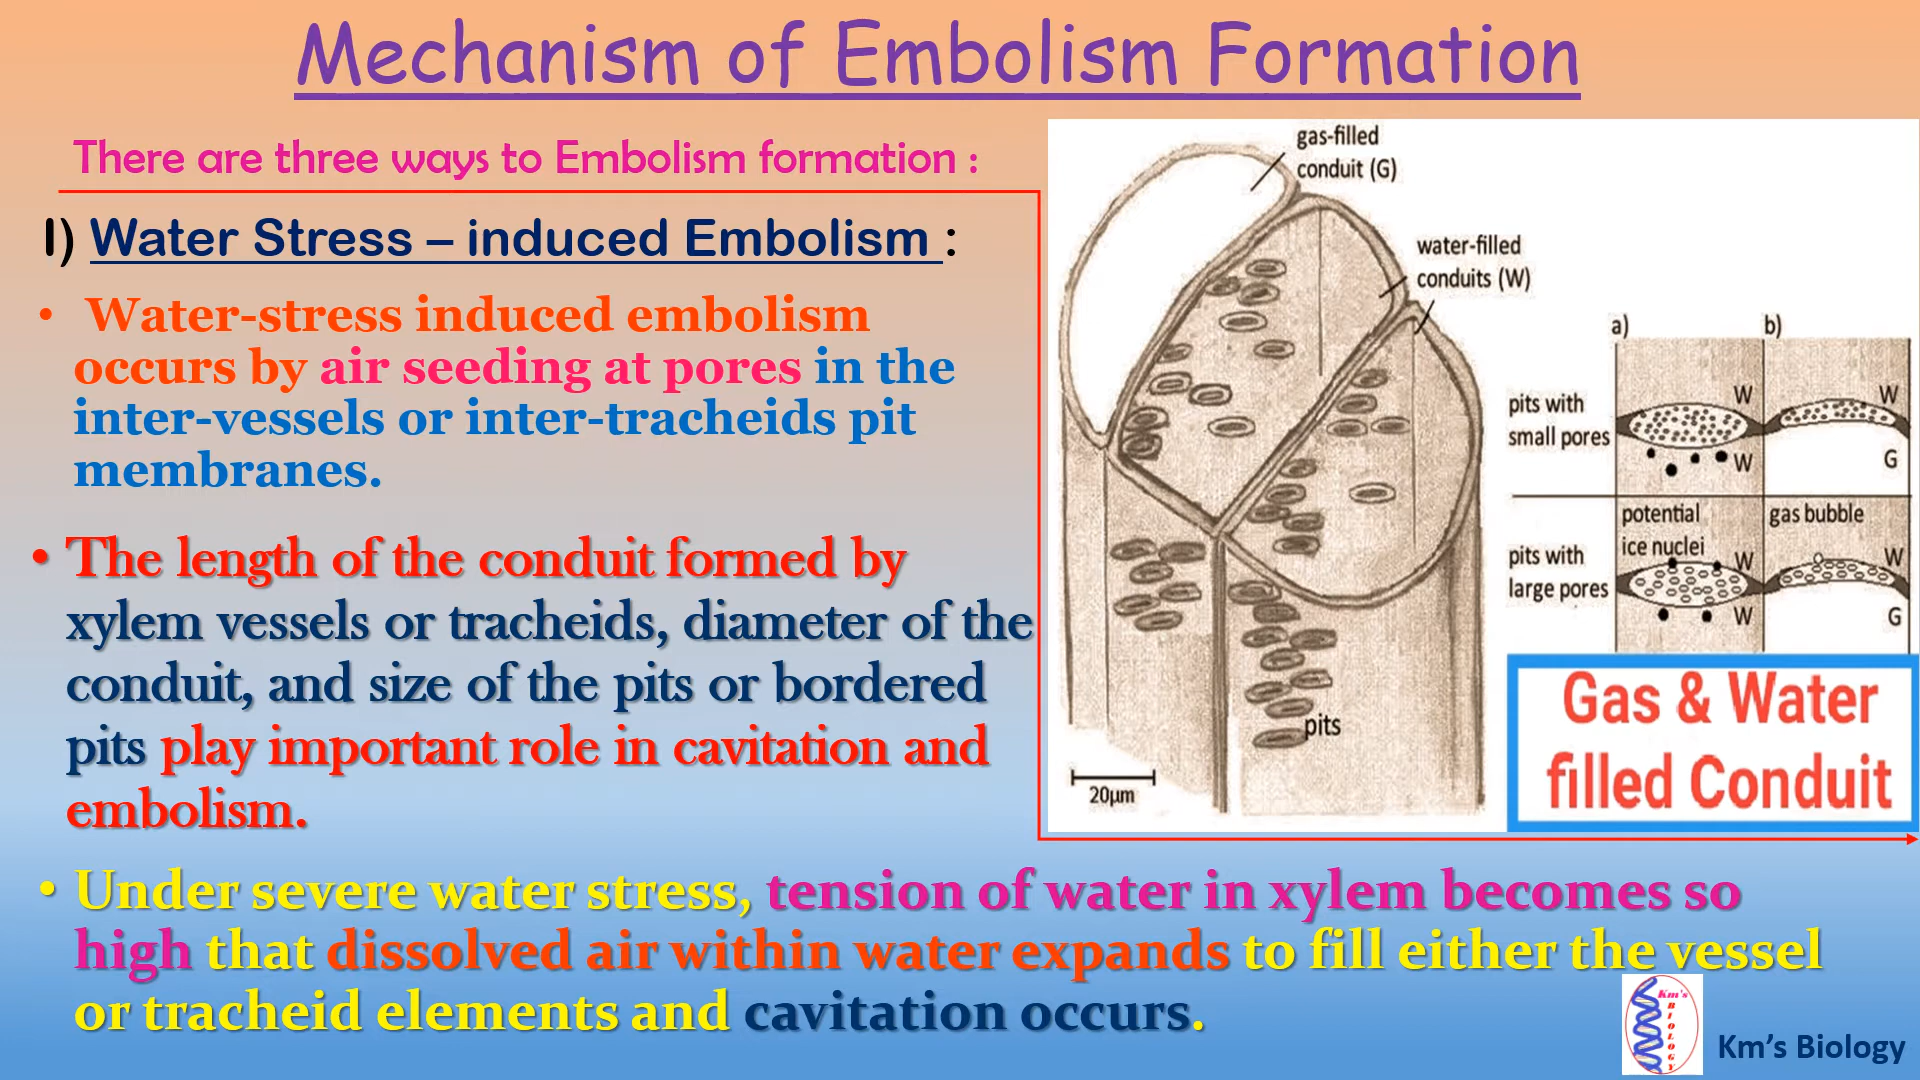 Mechanism of Embolism Formation
There are three ways to Embolism formation :
I) Water Stress – induced Embolism :
• Water-stress induced embolism
occurs by air seeding at pores in the
inter-vessels or inter-tracheids pit
membranes.
• The length of the conduit formed by
xylem vessels or tracheids, diameter of the
conduit, and size of the pits or bordered
pits play important role in cavitation and
embolism.
• Under severe water stress, tension of water in xylem becomes so
high that dissolved air within water expands to fill either the vessel
or tracheid elements and cavitation occurs.
gas-filled
conduit (G)
water-filled
conduits (W)
pits
20µm
a) b)
pits with
small pores
W W
W G
potential
ice nuclei
gas bubble
pits with
large pores
W W
W G
Gas & Water
filled Conduit
Km's
BIOLOGY
Km's Biology